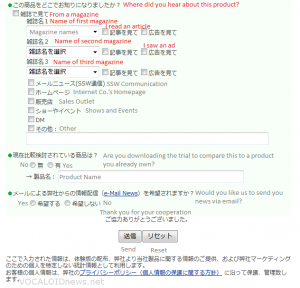 ●この商品をどこでお知りになりましたか？ Where did you hear about this product?
雑誌で見て From a magazine
雑誌名１ Name of first magazine
I read an article
Magazine names 記事を見て 広告を見て
雑誌名２ Name of second magazine
I saw an ad
雑誌名を選択 記事を見て 広告を見て
雑誌名３ Name of third magazine
雑誌名を選択 記事を見て 広告を見て
メールニュース(SSW通信) SSW Communication
ホームページ Internet Co.'s Homepage
販売店 Sales Outlet
ショーやイベント Shows and Events
DM
その他： Other
●現在比較検討されている商品は？ Are you downloading the trial to compare this to a product you already own?
No 無 有 Yes
→ 製品名： Product Name
●メールによる弊社からの情報配信（e-Mail News）を希望されますか？ Would you like us to send you news via email?
Yes 希望する 希望しない No
Thank you for your cooperation
ご協力ありがとうございました。
送信 リセット
Send Reset
ここで入力された情報は、体験版の配布、弊社より当社製品に関する情報のご提供、および弊社マーケティングのための個人を特定しない統計情報として利用します。
お客様の個人情報は、弊社のプライバシーポリシー（個人情報の保護に関する方針）に沿って保護、管理致します。
VOCALOIDnews.net